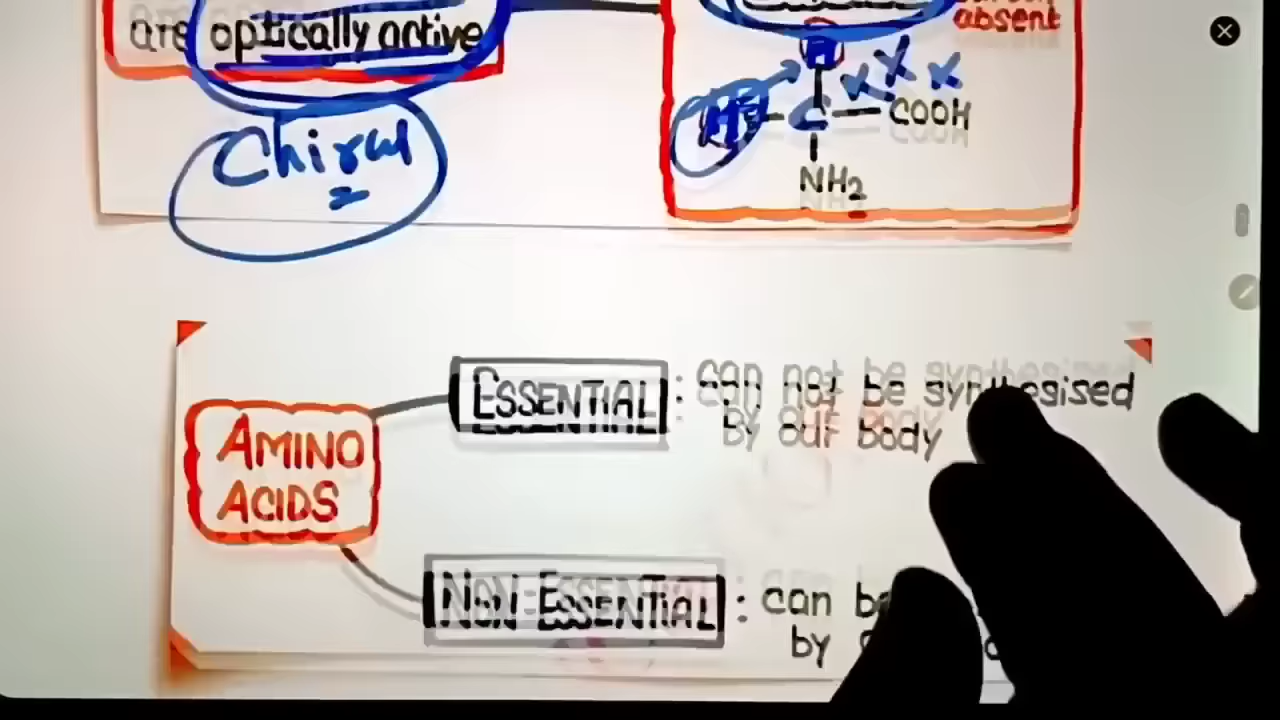 are optically active
absent
Chiral
H
C
COOH
NH2
AMINO
ACIDS
ESSENTIAL : can not be synthesised
by our body
NON ESSENTIAL : can be
by